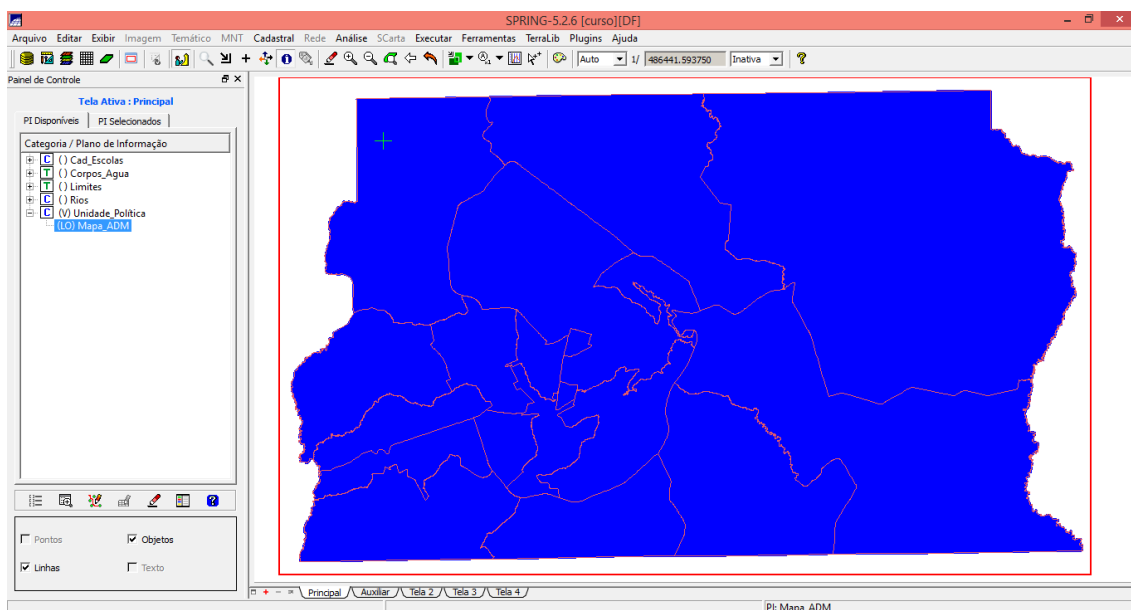 SPRING-5.2.6 [curso][DF]
Arquivo Editar Exibir Imagem Temático MNT Cadastral Rede Análise SCarta Executar Ferramentas TerraLib Plugins Ajuda
Auto 1/ 486441.593750 Inativa
Painel de Controle
Tela Ativa : Principal
PI Disponíveis PI Selecionados
Categoria / Plano de Informação
C () Cad_Escolas
T () Corpos_Agua
T () Limites
C () Rios
C (V) Unidade_Política
(LO) Mapa_ADM
Pontos Objetos
Linhas Texto
Principal Auxiliar Tela 2 Tela 3 Tela 4
PI: Mapa_ADM